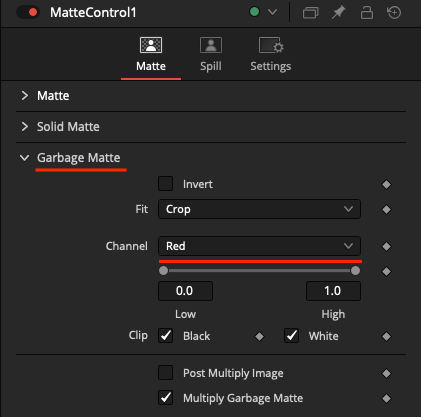 MatteControl1
Matte Spill Settings
Matte
Solid Matte
Garbage Matte
Invert
Fit Crop
Channel Red
0.0 1.0
Low High
Clip Black White
Post Multiply Image
Multiply Garbage Matte